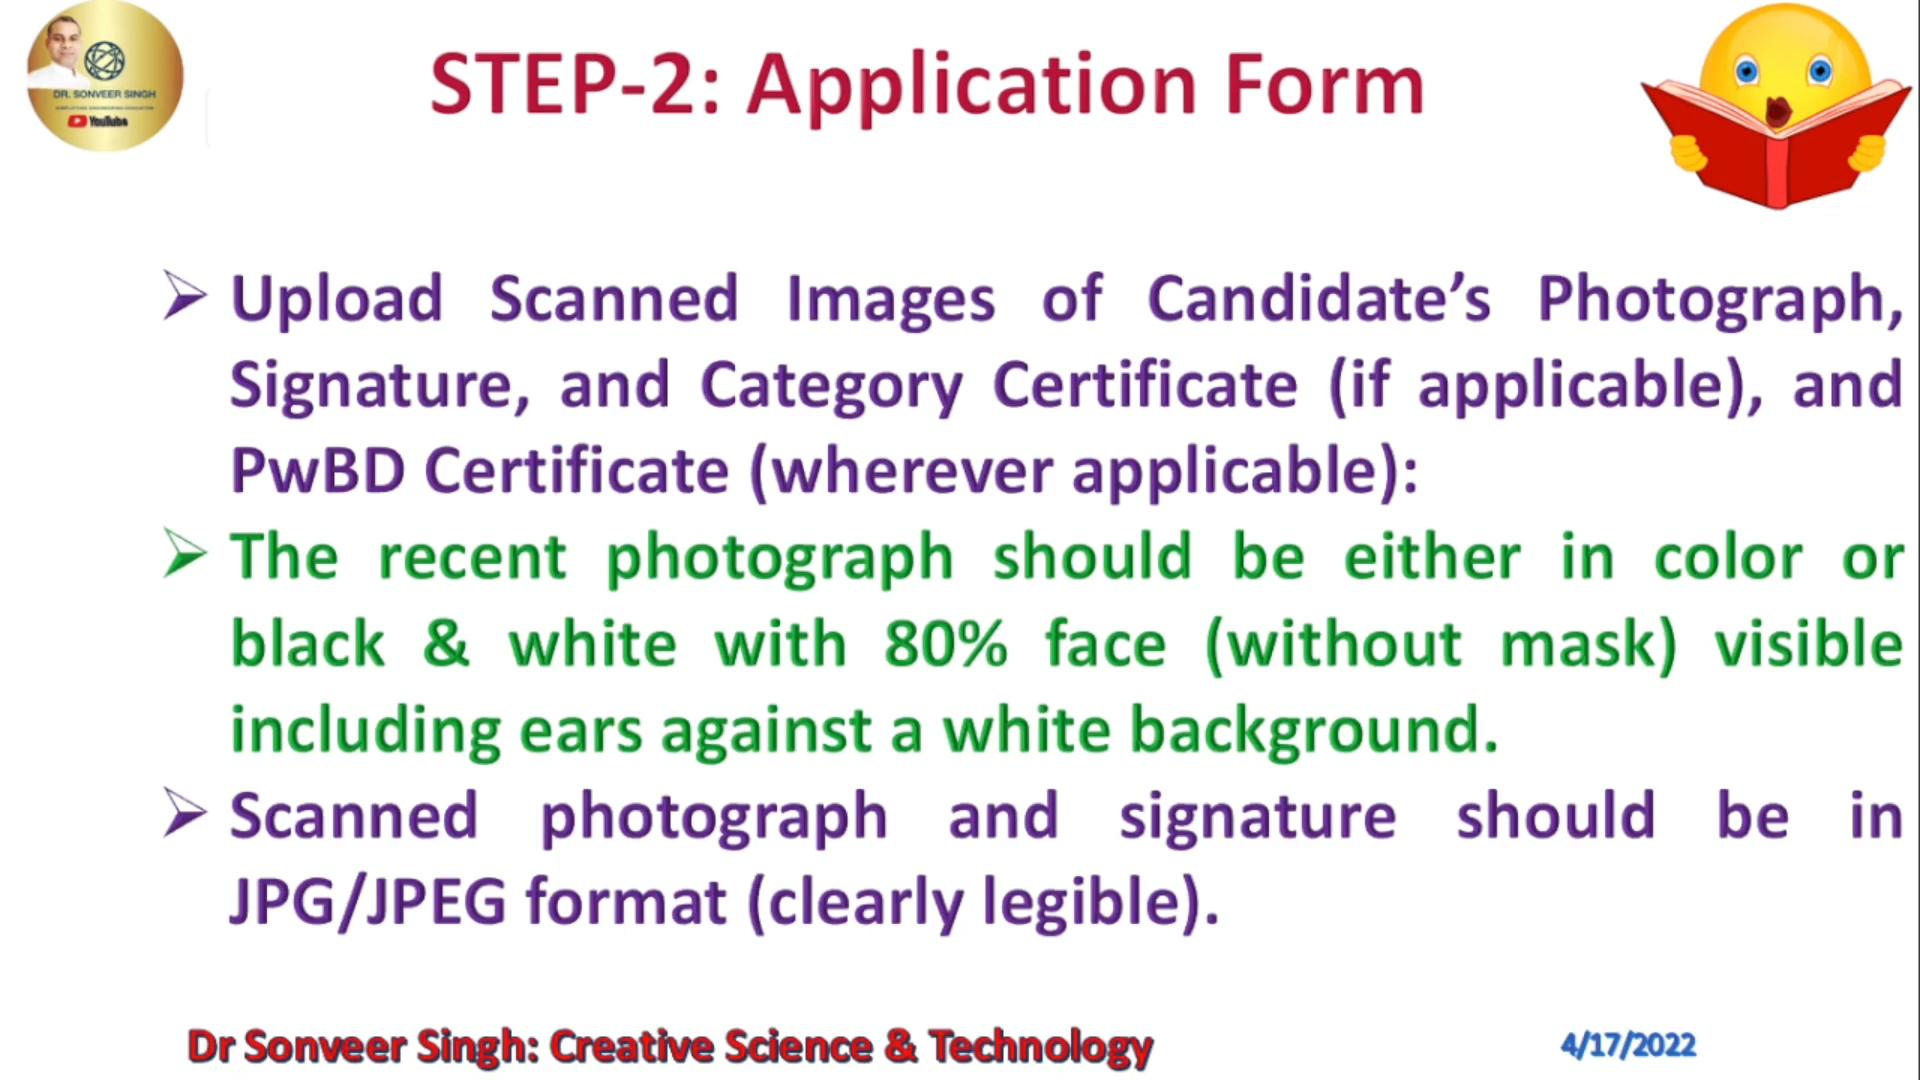 DR. SONVEER SINGH
YouTube
STEP-2: Application Form
Upload Scanned Images of Candidate’s Photograph,
Signature, and Category Certificate (if applicable), and
PwBD Certificate (wherever applicable):
The recent photograph should be either in color or
black & white with 80% face (without mask) visible
including ears against a white background.
Scanned photograph and signature should be in
JPG/JPEG format (clearly legible).
Dr Sonveer Singh: Creative Science & Technology
4/17/2022